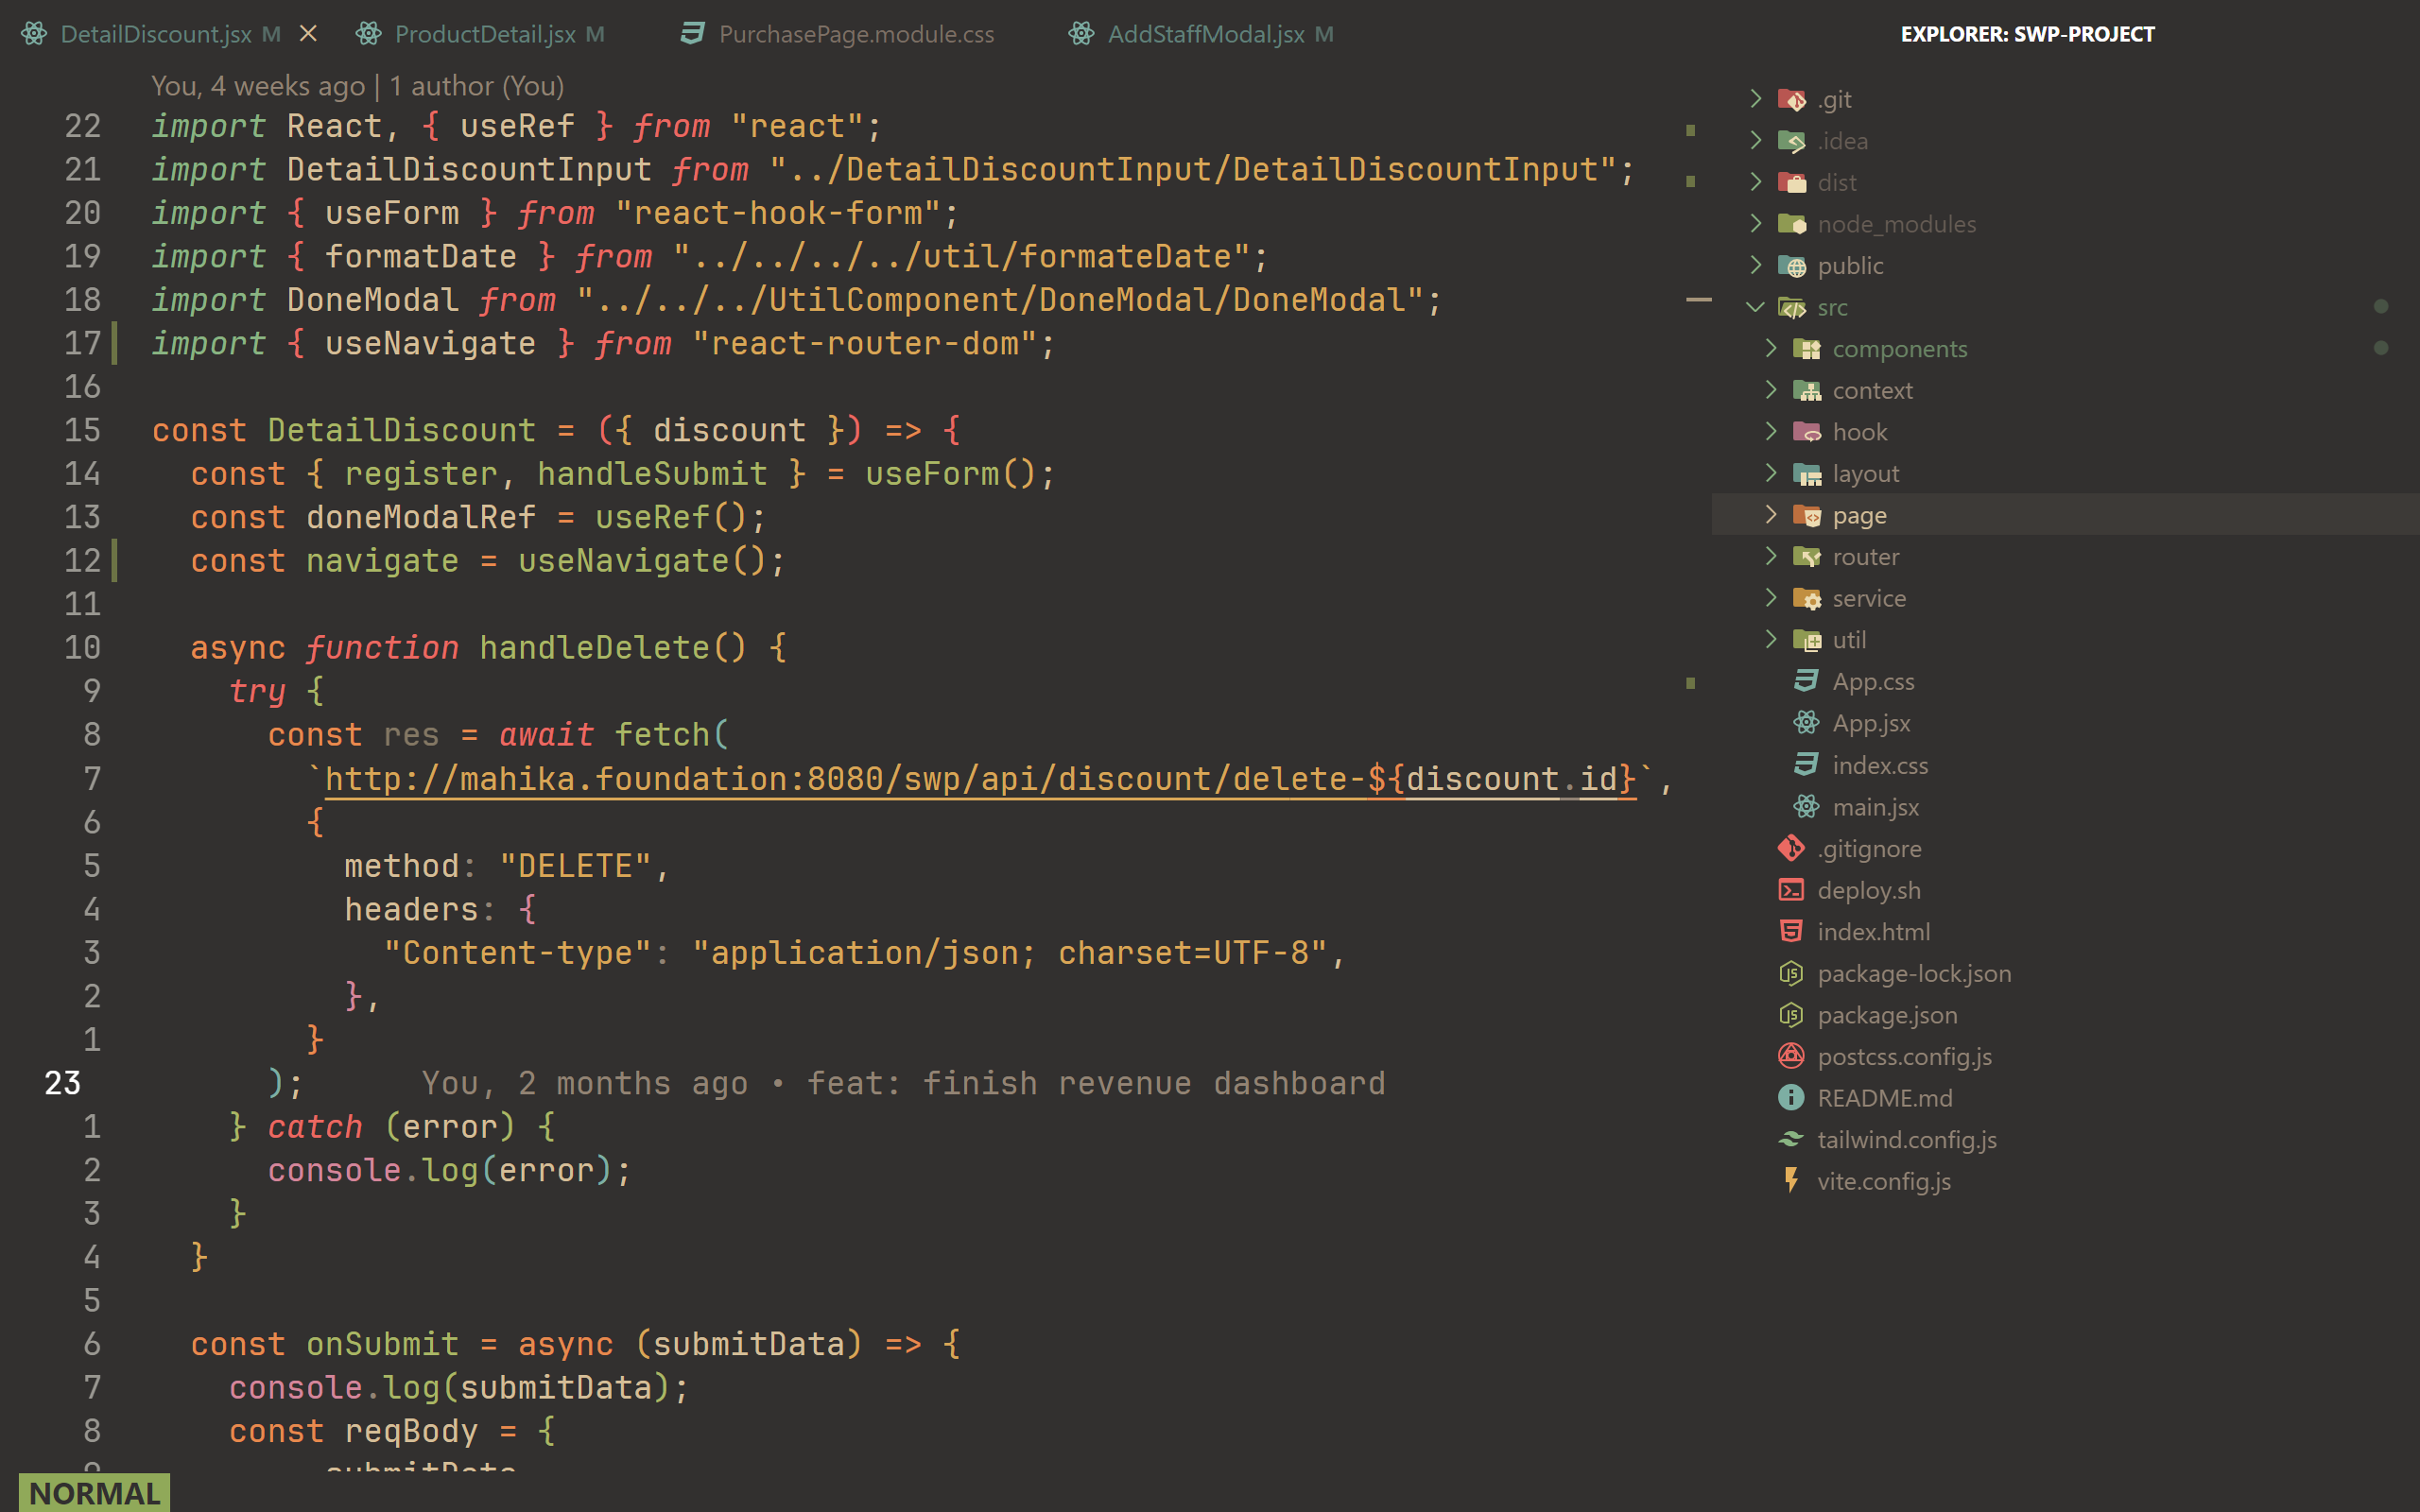 DetailDiscount.jsx M ProductDetail.jsx M PurchasePage.module.css AddStaffModal.jsx M
You, 4 weeks ago | 1 author (You)
22 import React, { useRef } from "react";
21 import DetailDiscountInput from "../DetailDiscountInput/DetailDiscountInput";
20 import { useForm } from "react-hook-form";
19 import { formatDate } from "../../../../util/formateDate";
18 import DoneModal from "../../../UtilComponent/DoneModal/DoneModal";
17 import { useNavigate } from "react-router-dom";
16
15 const DetailDiscount = ({ discount }) => {
14 const { register, handleSubmit } = useForm();
13 const doneModalRef = useRef();
12 const navigate = useNavigate();
11
10 async function handleDelete() {
9 try {
8 const res = await fetch(
7 `http://mahika.foundation:8080/swp/api/discount/delete-${discount.id}`,
6 {
5 method: "DELETE",
4 headers: {
3 "Content-type": "application/json; charset=UTF-8",
2 },
1 }
23 ); You, 2 months ago • feat: finish revenue dashboard
1 } catch (error) {
2 console.log(error);
3 }
4 }
5
6 const onSubmit = async (submitData) => {
7 console.log(submitData);
8 const reqBody = {
NORMAL
EXPLORER: SWP-PROJECT
.git
.idea
dist
node_modules
public
src
components
context
hook
layout
page
router
service
util
App.css
App.jsx
index.css
main.jsx
.gitignore
deploy.sh
index.html
package-lock.json
package.json
postcss.config.js
README.md
tailwind.config.js
vite.config.js